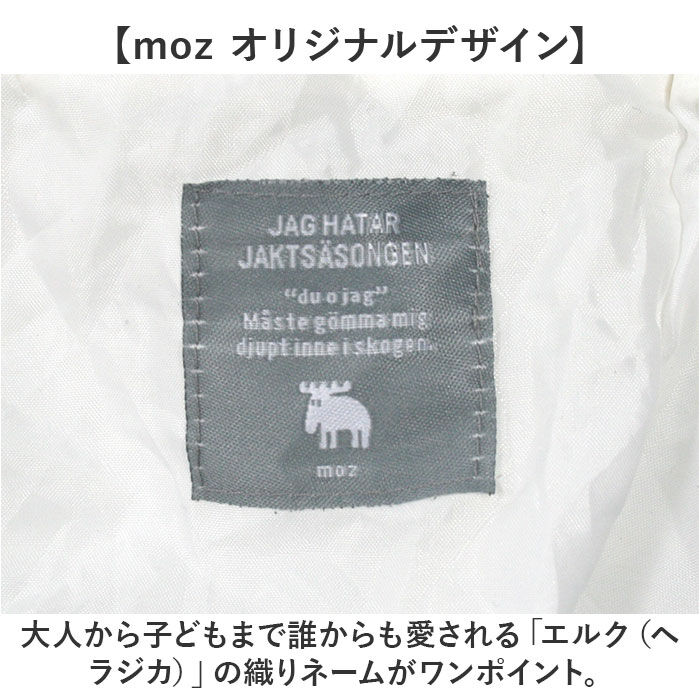 【moz オリジナルデザイン】
JAG HATAR
JAKTSÄSONGEN
“du o jag”
Måste gömma mig
djupt inne i skogen.
moz
大人から子どもまで誰からも愛される「エルク（ヘ
ラジカ）」の織りネームがワンポイント。